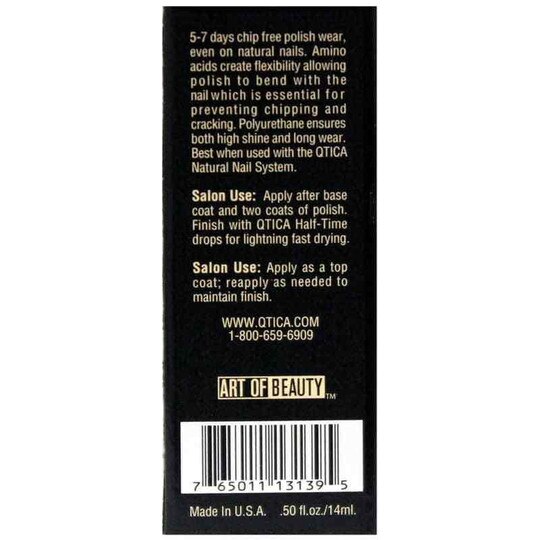 5-7 days chip free polish wear,
even on natural nails. Amino
acids create flexibility allowing
polish to bend with the
nail which is essential for
preventing chipping and
cracking. Polyurethane ensures
both high shine and long wear.
Best when used with the QTICA
Natural Nail System.
Salon Use: Apply after base
coat and two coats of polish.
Finish with QTICA Half-Time
drops for lightning fast drying.
Salon Use: Apply as a top
coat; reapply as needed to
maintain finish.
WWW.QTICA.COM
1-800-659-6909
ART OF BEAUTY™
7 65011 13139 5
Made In U.S.A. .50 fl.oz./14ml.